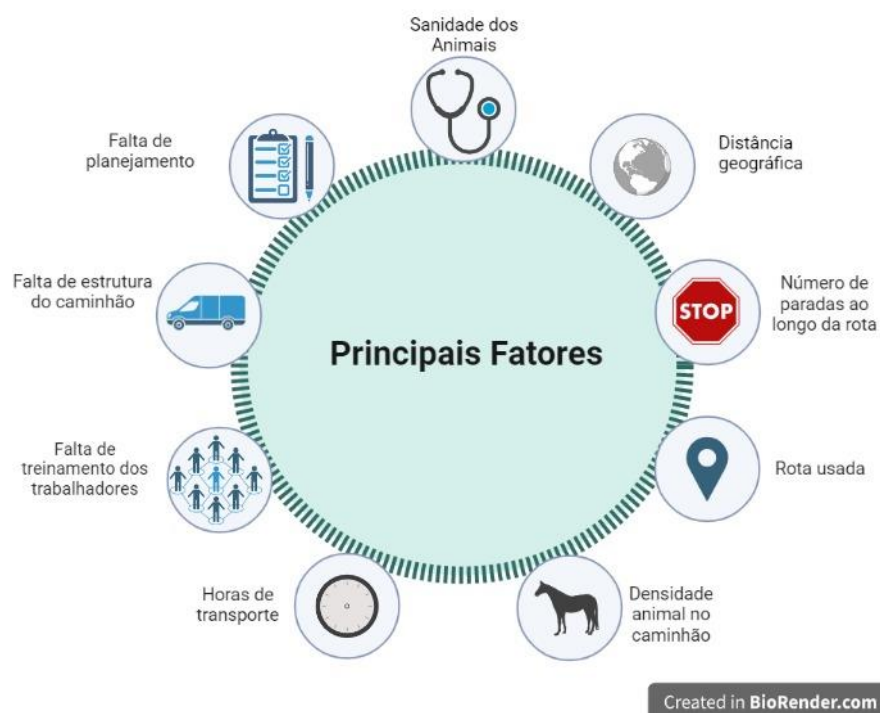 Sanidade dos
Animais
Falta de
planejamento
Distância
geográfica
Falta de estrutura
do caminhão
Número de
paradas ao
longo da rota
STOP
Principais Fatores
Falta de
treinamento dos
trabalhadores
Rota usada
Horas de
transporte
Densidade
animal no
caminhão
Created in BioRender.com